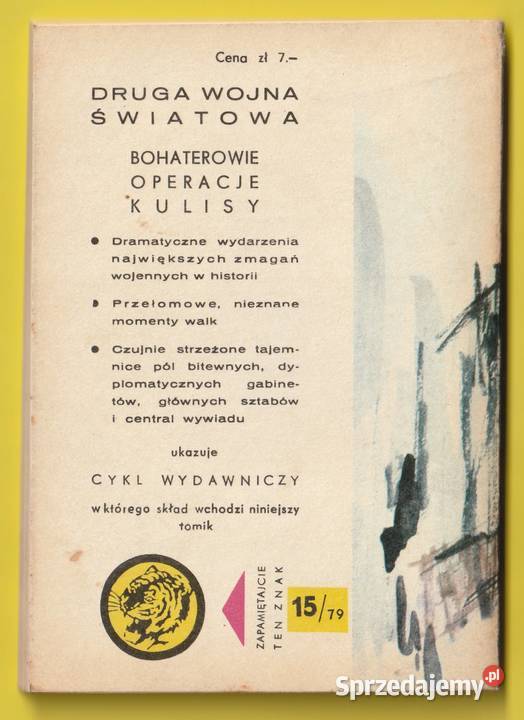 Cena zł 7.–
DRUGA WOJNA
ŚWIATOWA
BOHATEROWIE
OPERACJE
KULISY
● Dramatyczne wydarzenia
największych zmagań
wojennych w historii
● Przełomowe, nieznane
momenty walk
● Czujnie strzeżone tajem-
nice pól bitewnych, dy-
plomatycznych gabine-
tów, głównych sztabów
i central wywiadu
ukazuje
CYKL WYDAWNICZY
w którego skład wchodzi niniejszy
tomik
ZAPAMIĘTAJCIE
TEN ZNAK
15/79
Sprzedajemy.pl